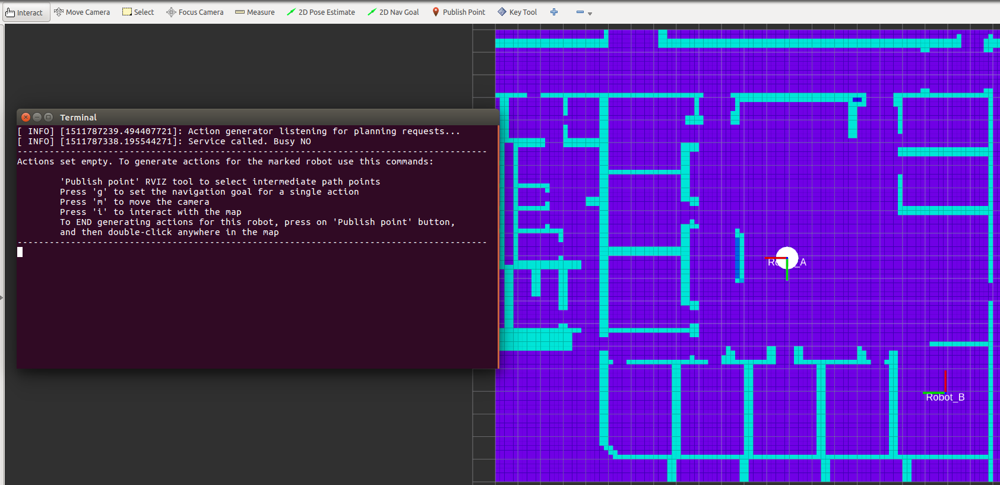 Interact Move Camera Select Focus Camera Measure 2D Pose Estimate 2D Nav Goal Publish Point Key Tool
Terminal
[ INFO] [1511787239.494407721]: Action generator listening for planning requests...
[ INFO] [1511787338.195544271]: Service called. Busy NO
----------------------------------------------------------------------------------------
Actions set empty. To generate actions for the marked robot use this commands:
'Publish point' RVIZ tool to select intermediate path points
Press 'g' to set the navigation goal for a single action
Press 'm' to move the camera
Press 'i' to interact with the map
To END generating actions for this robot, press on 'Publish point' button,
and then double-click anywhere in the map
----------------------------------------------------------------------------------------
Robot_B